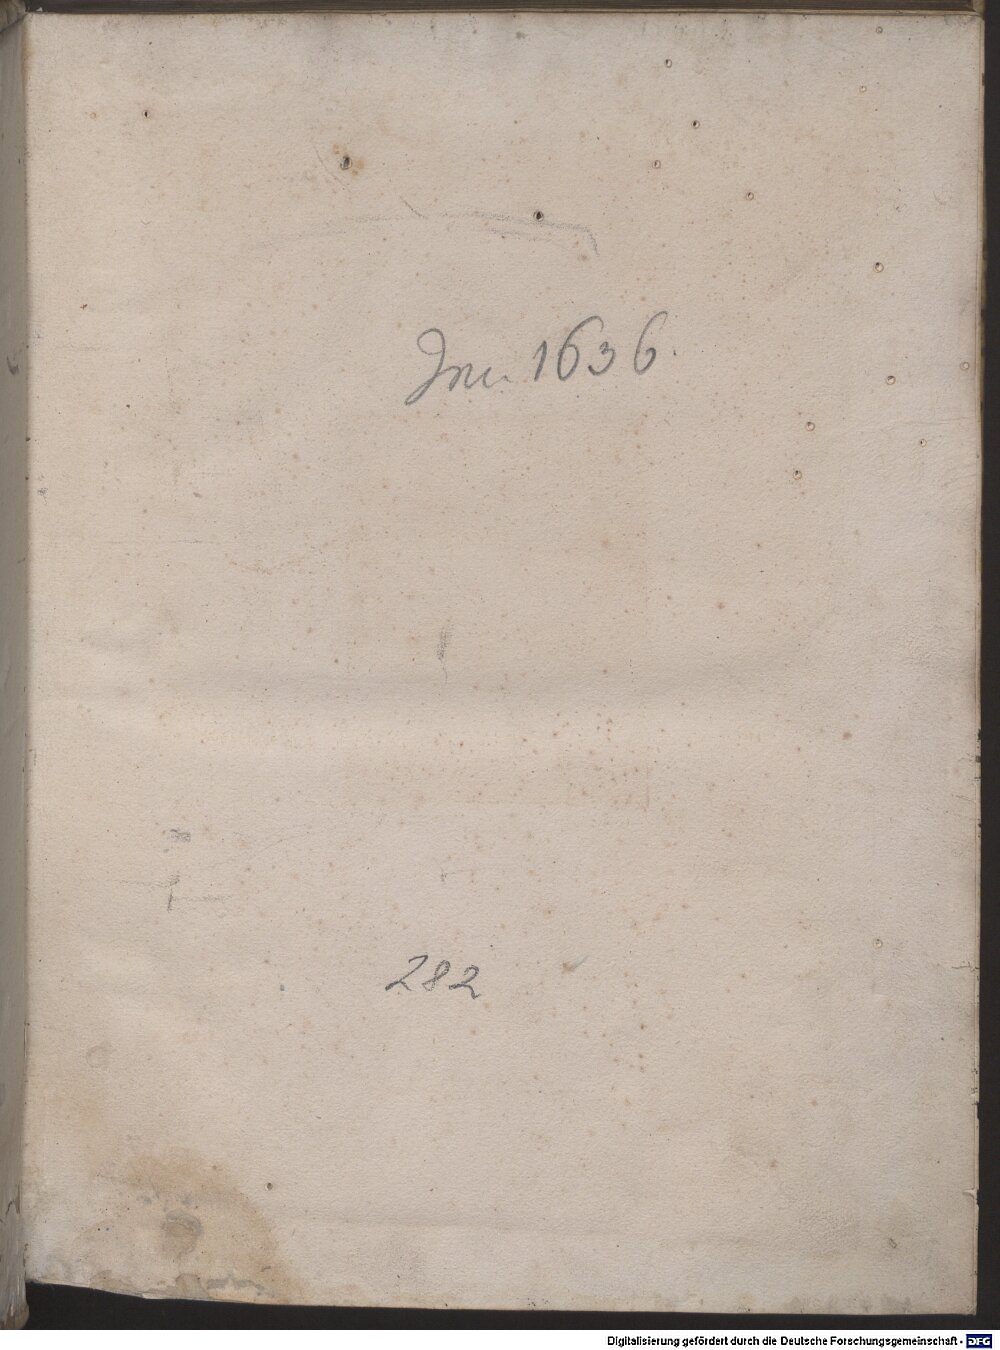 Inc. 1636.
282
Digitalisierung gefördert durch die Deutsche Forschungsgemeinschaft - DFG